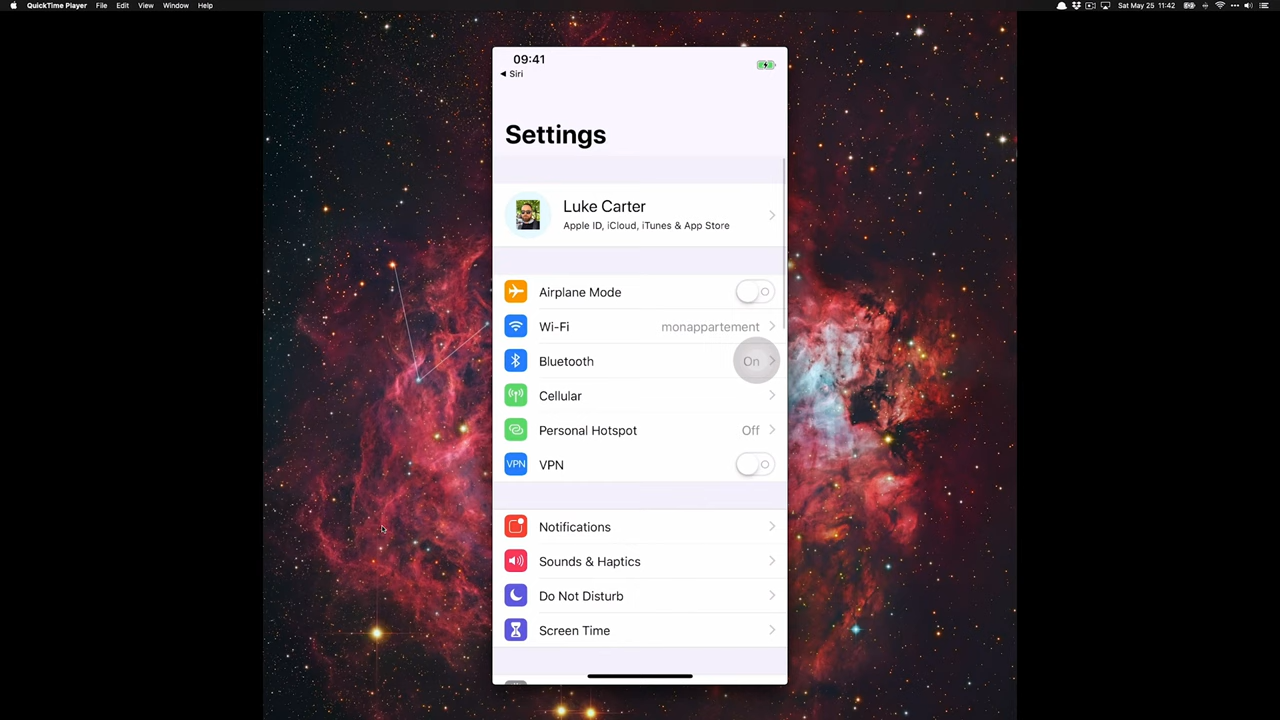 QuickTime Player File Edit View Window Help
Sat May 25 11:42
09:41
◀ Siri
Settings
Luke Carter
Apple ID, iCloud, iTunes & App Store
Airplane Mode
Wi-Fi monappartement
Bluetooth On
Cellular
Personal Hotspot Off
VPN VPN
Notifications
Sounds & Haptics
Do Not Disturb
Screen Time